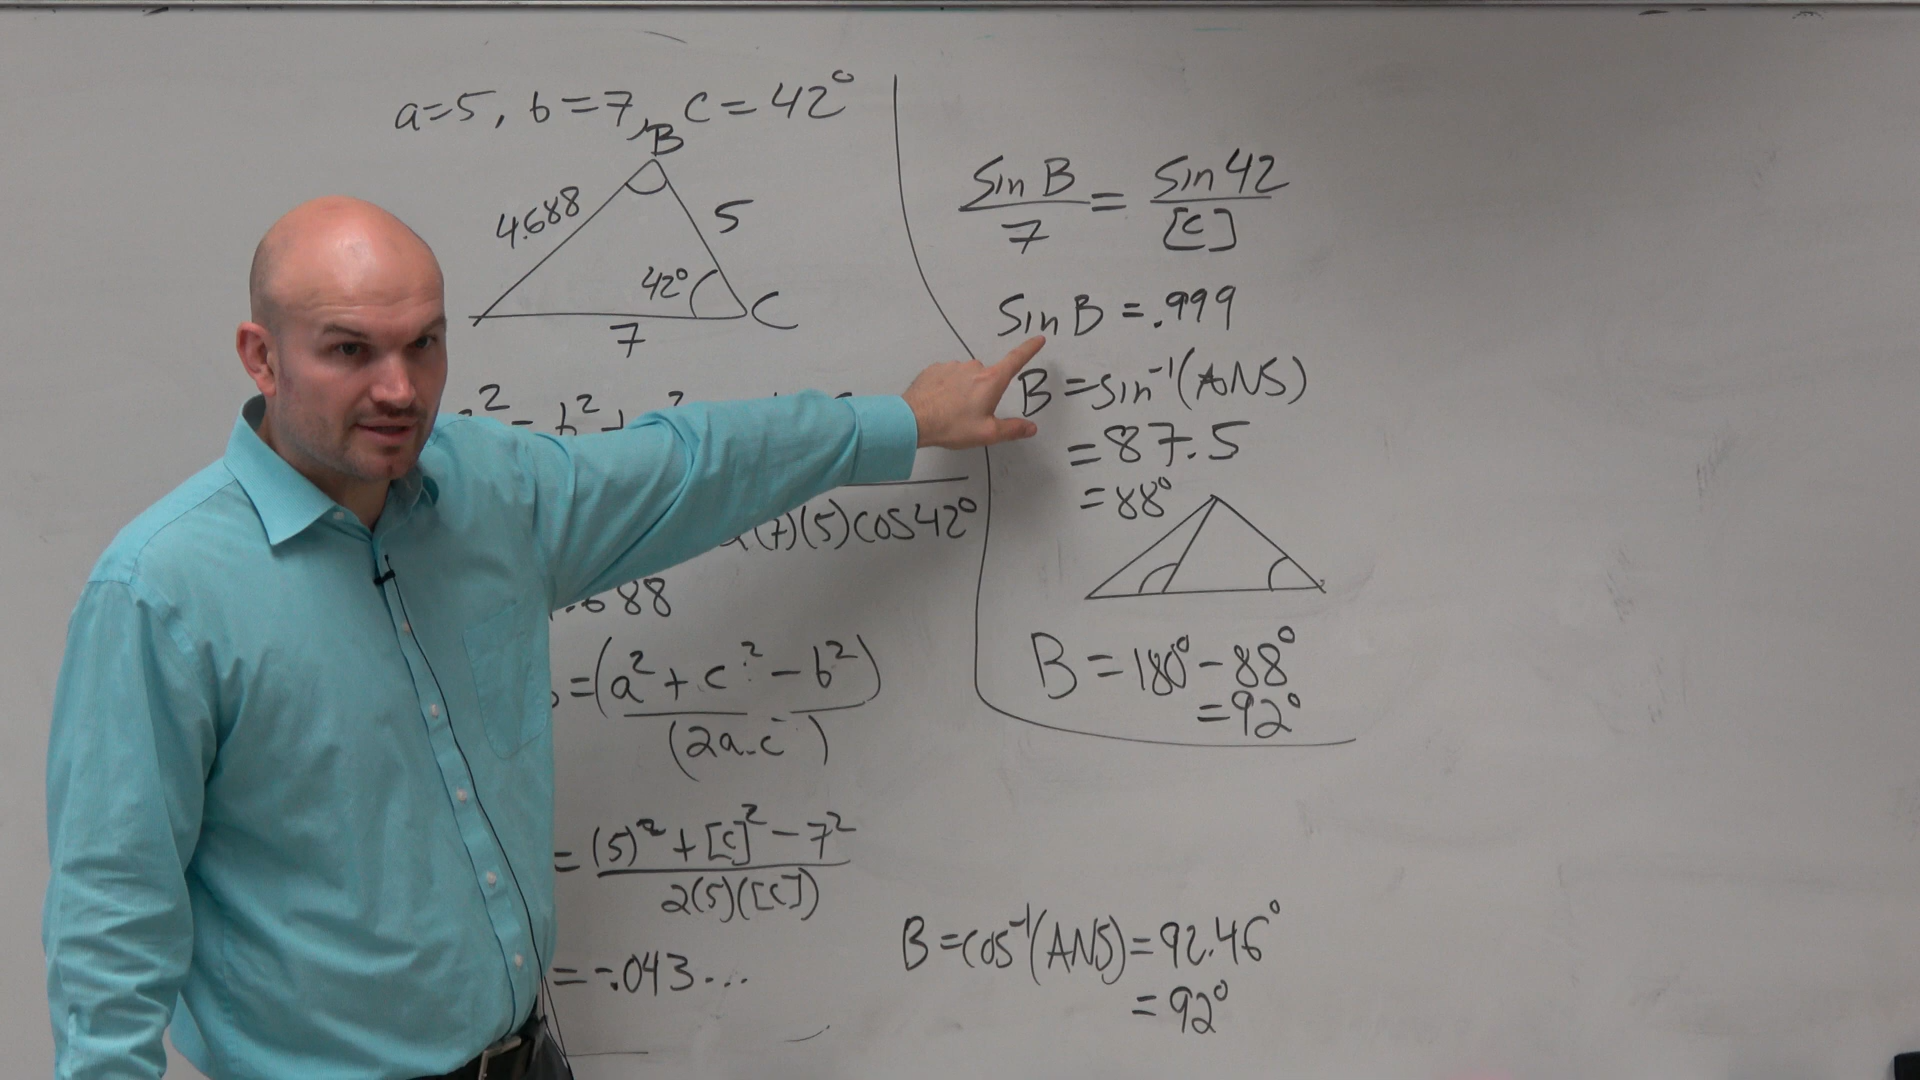 a=5, b=7, C=42°
B
4.688
5
42°
C
7
2(7)(5)cos42°
.688
=(a²+c²-b²)
(2a·c)
=(5)²+[c]²-7²
2(5)([c])
=-.043...
Sin B = Sin 42
7 [c]
Sin B = .999
B = sin⁻¹(ANS)
= 87.5
= 88°
B = 180° - 88°
= 92°
B = cos⁻¹(ANS) = 92.46°
= 92°